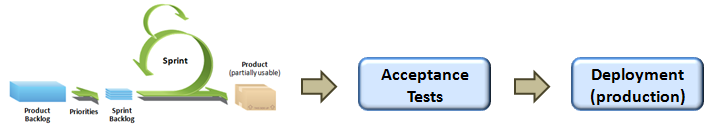 Product
Backlog
Priorities
Sprint
Backlog
Sprint
Product
(partially usable)
Acceptance
Tests
Deployment
(production)